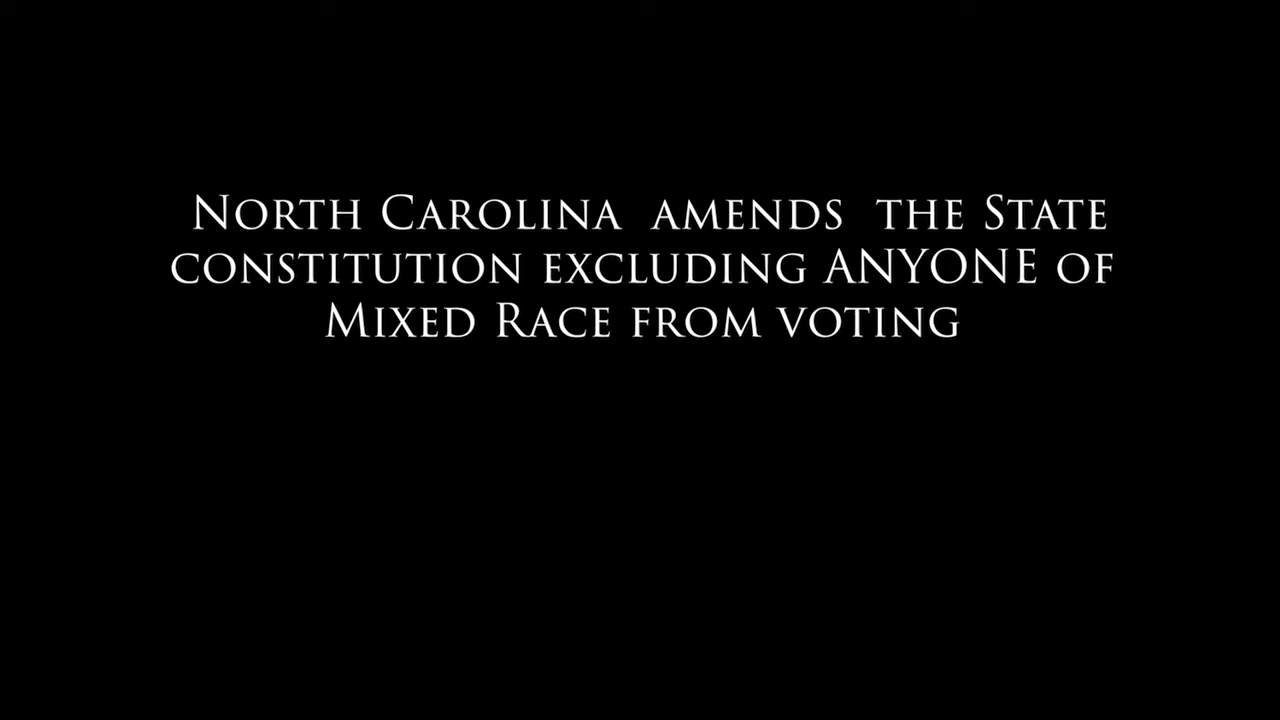 North Carolina amends the State
constitution excluding ANYONE of
Mixed Race from voting